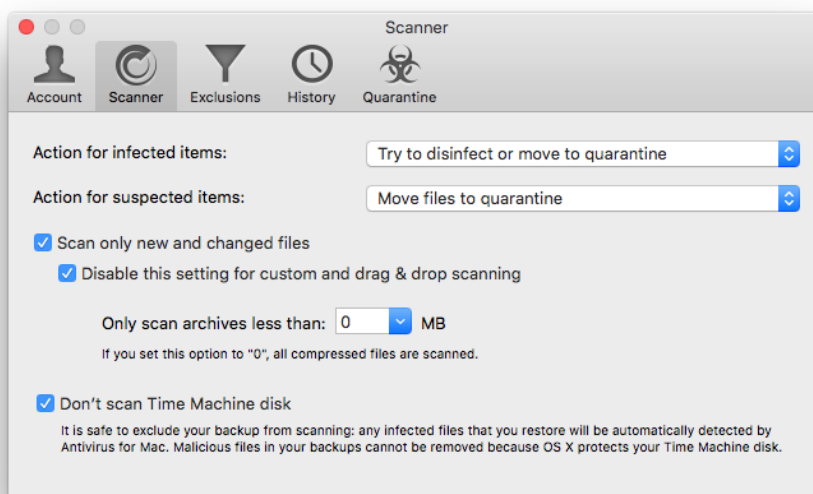 Scanner
Account Scanner Exclusions History Quarantine
Action for infected items: Try to disinfect or move to quarantine
Action for suspected items: Move files to quarantine
Scan only new and changed files
Disable this setting for custom and drag & drop scanning
Only scan archives less than: 0 MB
If you set this option to "0", all compressed files are scanned.
Don't scan Time Machine disk
It is safe to exclude your backup from scanning: any infected files that you restore will be automatically detected by
Antivirus for Mac. Malicious files in your backups cannot be removed because OS X protects your Time Machine disk.